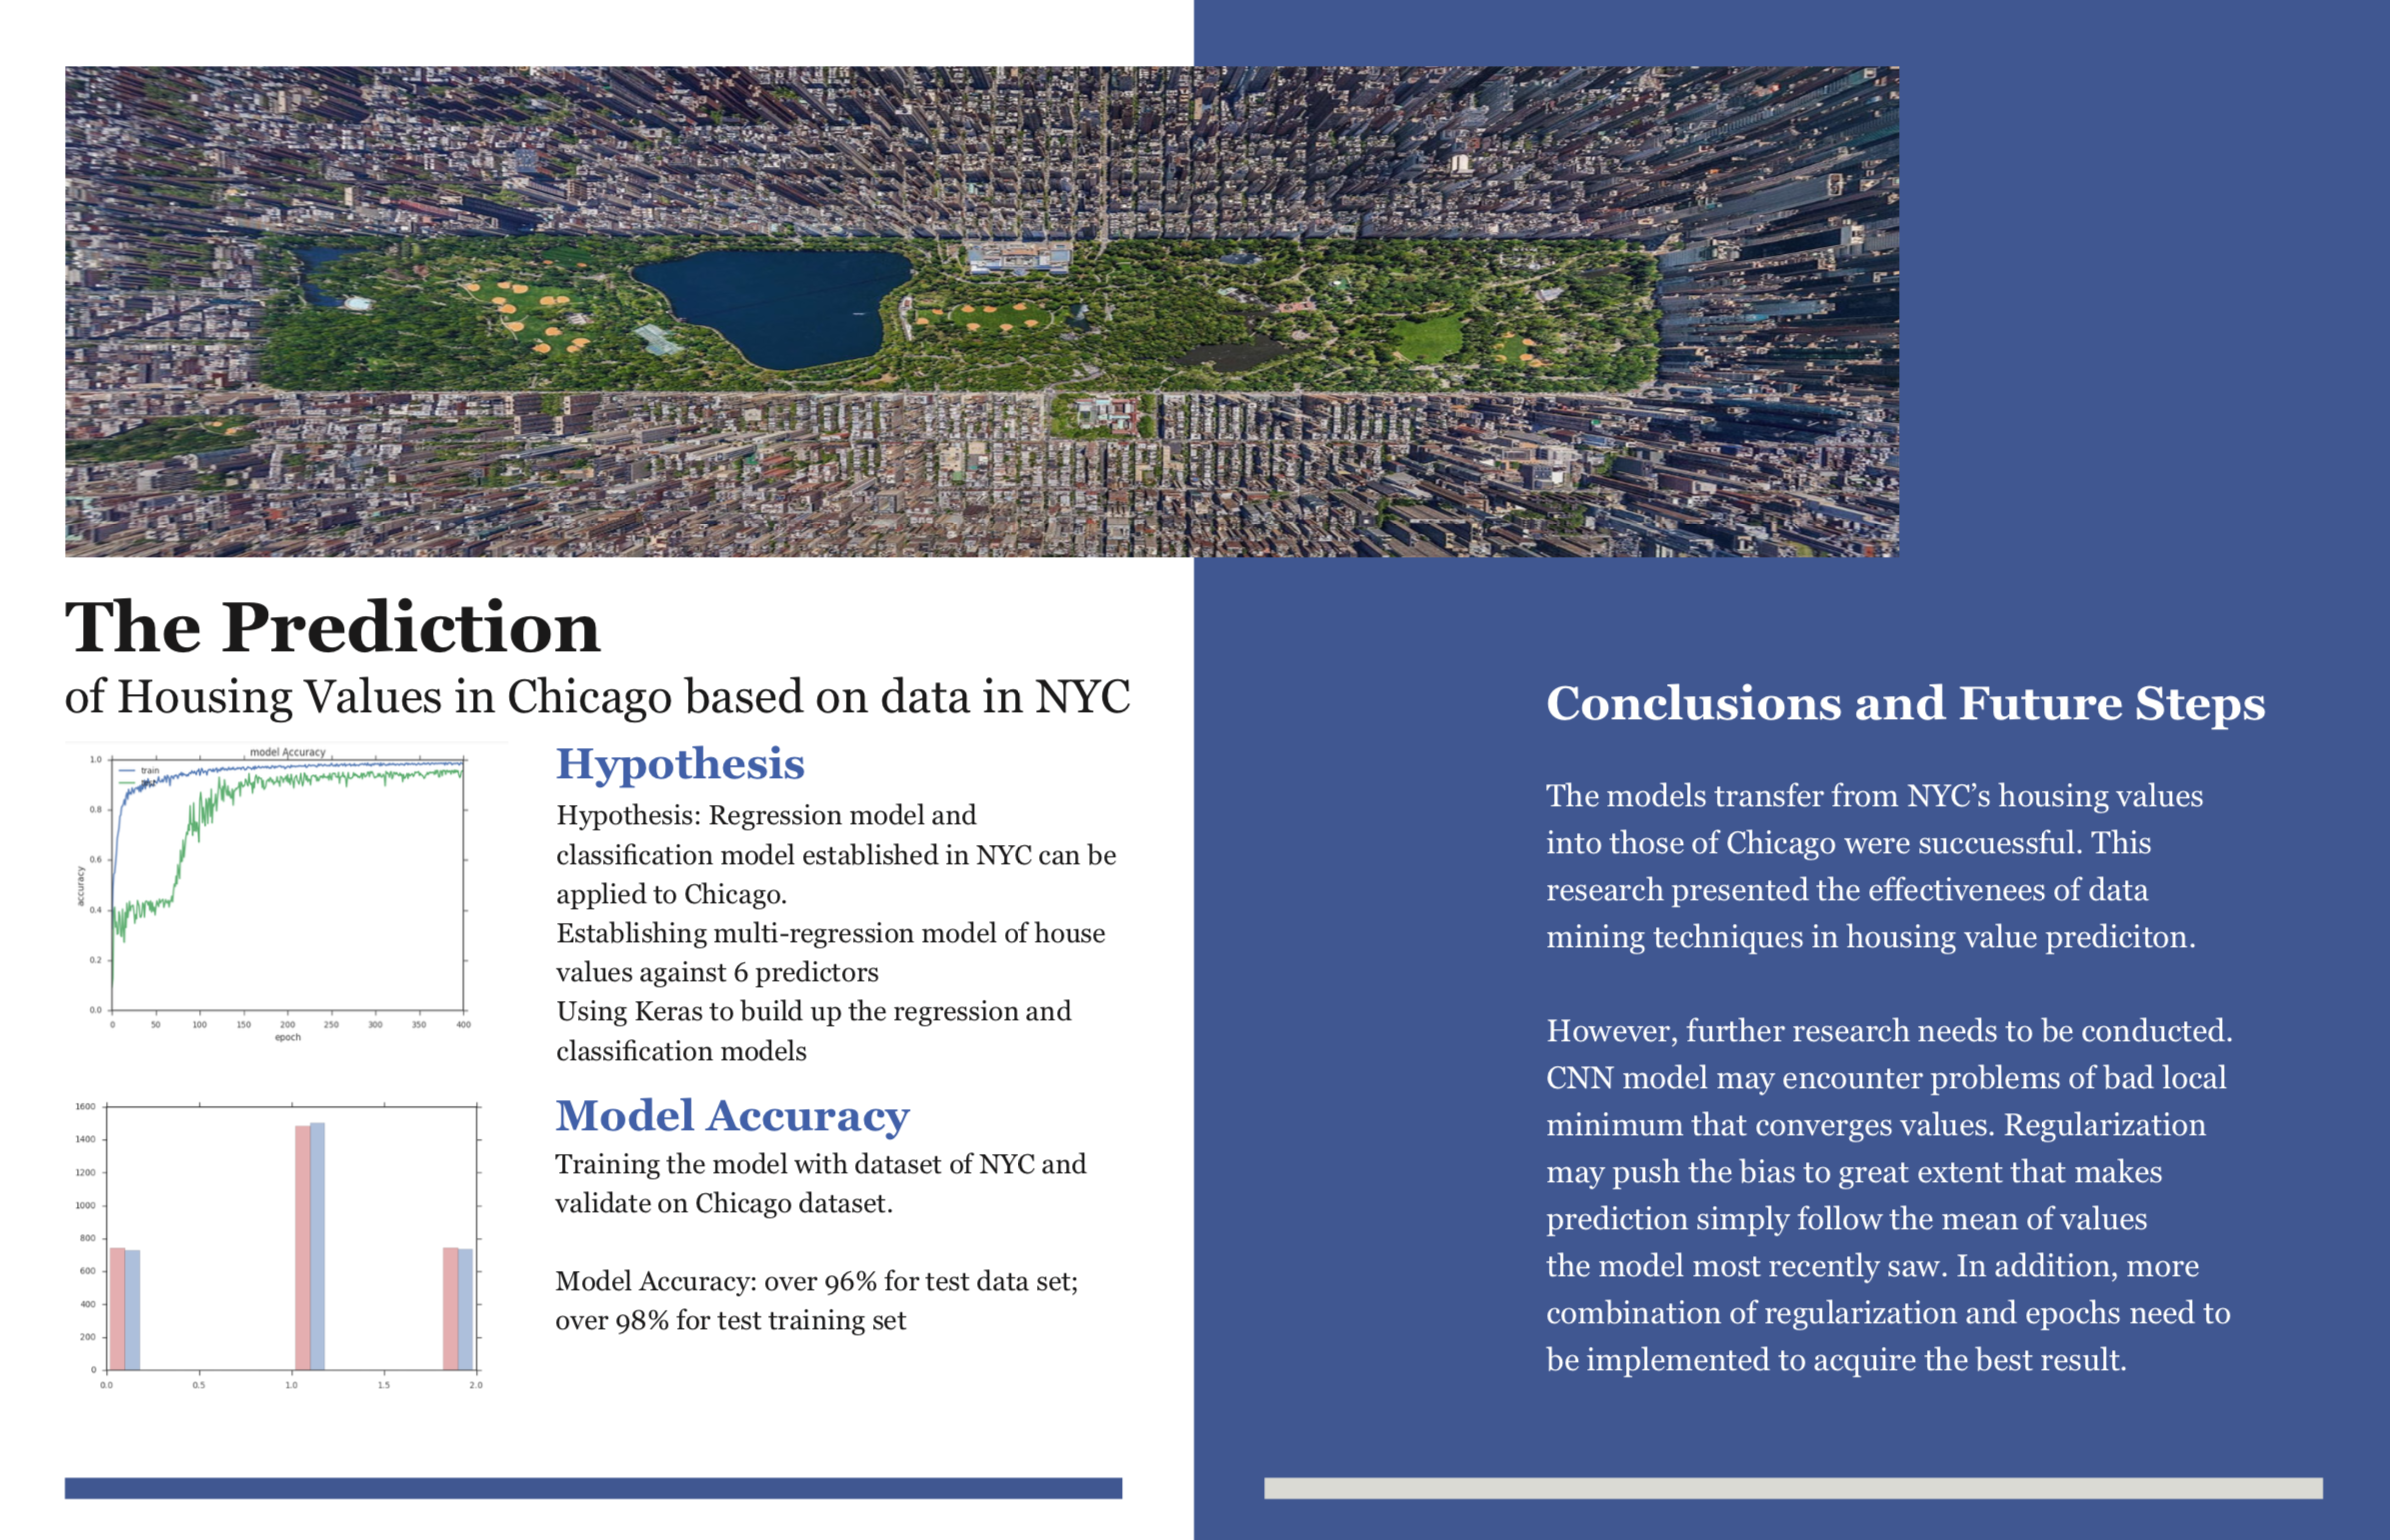 The Prediction
of Housing Values in Chicago based on data in NYC
model Accuracy
train
accuracy
1.0
0.8
0.6
0.4
0.2
0.0
0 50 100 150 200 250 300 350 400
epoch
1600
1400
1200
1000
800
600
400
200
0
0.0 0.5 1.0 1.5 2.0
Hypothesis
Hypothesis: Regression model and
classification model established in NYC can be
applied to Chicago.
Establishing multi-regression model of house
values against 6 predictors
Using Keras to build up the regression and
classification models
Model Accuracy
Training the model with dataset of NYC and
validate on Chicago dataset.
Model Accuracy: over 96% for test data set;
over 98% for test training set
Conclusions and Future Steps
The models transfer from NYC’s housing values
into those of Chicago were succuessful. This
research presented the effectivenees of data
mining techniques in housing value prediciton.
However, further research needs to be conducted.
CNN model may encounter problems of bad local
minimum that converges values. Regularization
may push the bias to great extent that makes
prediction simply follow the mean of values
the model most recently saw. In addition, more
combination of regularization and epochs need to
be implemented to acquire the best result.